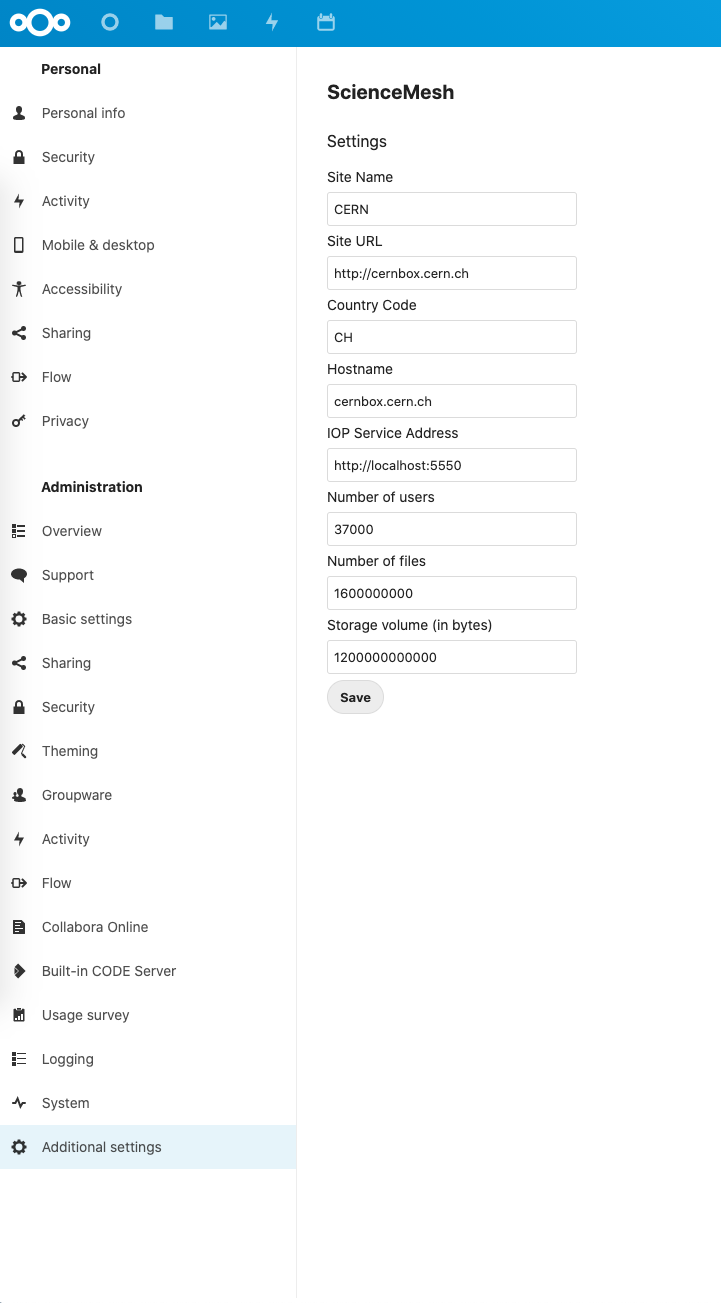 Personal
Personal info
Security
Activity
Mobile & desktop
Accessibility
Sharing
Flow
Privacy
Administration
Overview
Support
Basic settings
Sharing
Security
Theming
Groupware
Activity
Flow
Collabora Online
Built-in CODE Server
Usage survey
Logging
System
Additional settings
ScienceMesh
Settings
Site Name
CERN
Site URL
http://cernbox.cern.ch
Country Code
CH
Hostname
cernbox.cern.ch
IOP Service Address
http://localhost:5550
Number of users
37000
Number of files
1600000000
Storage volume (in bytes)
1200000000000
Save